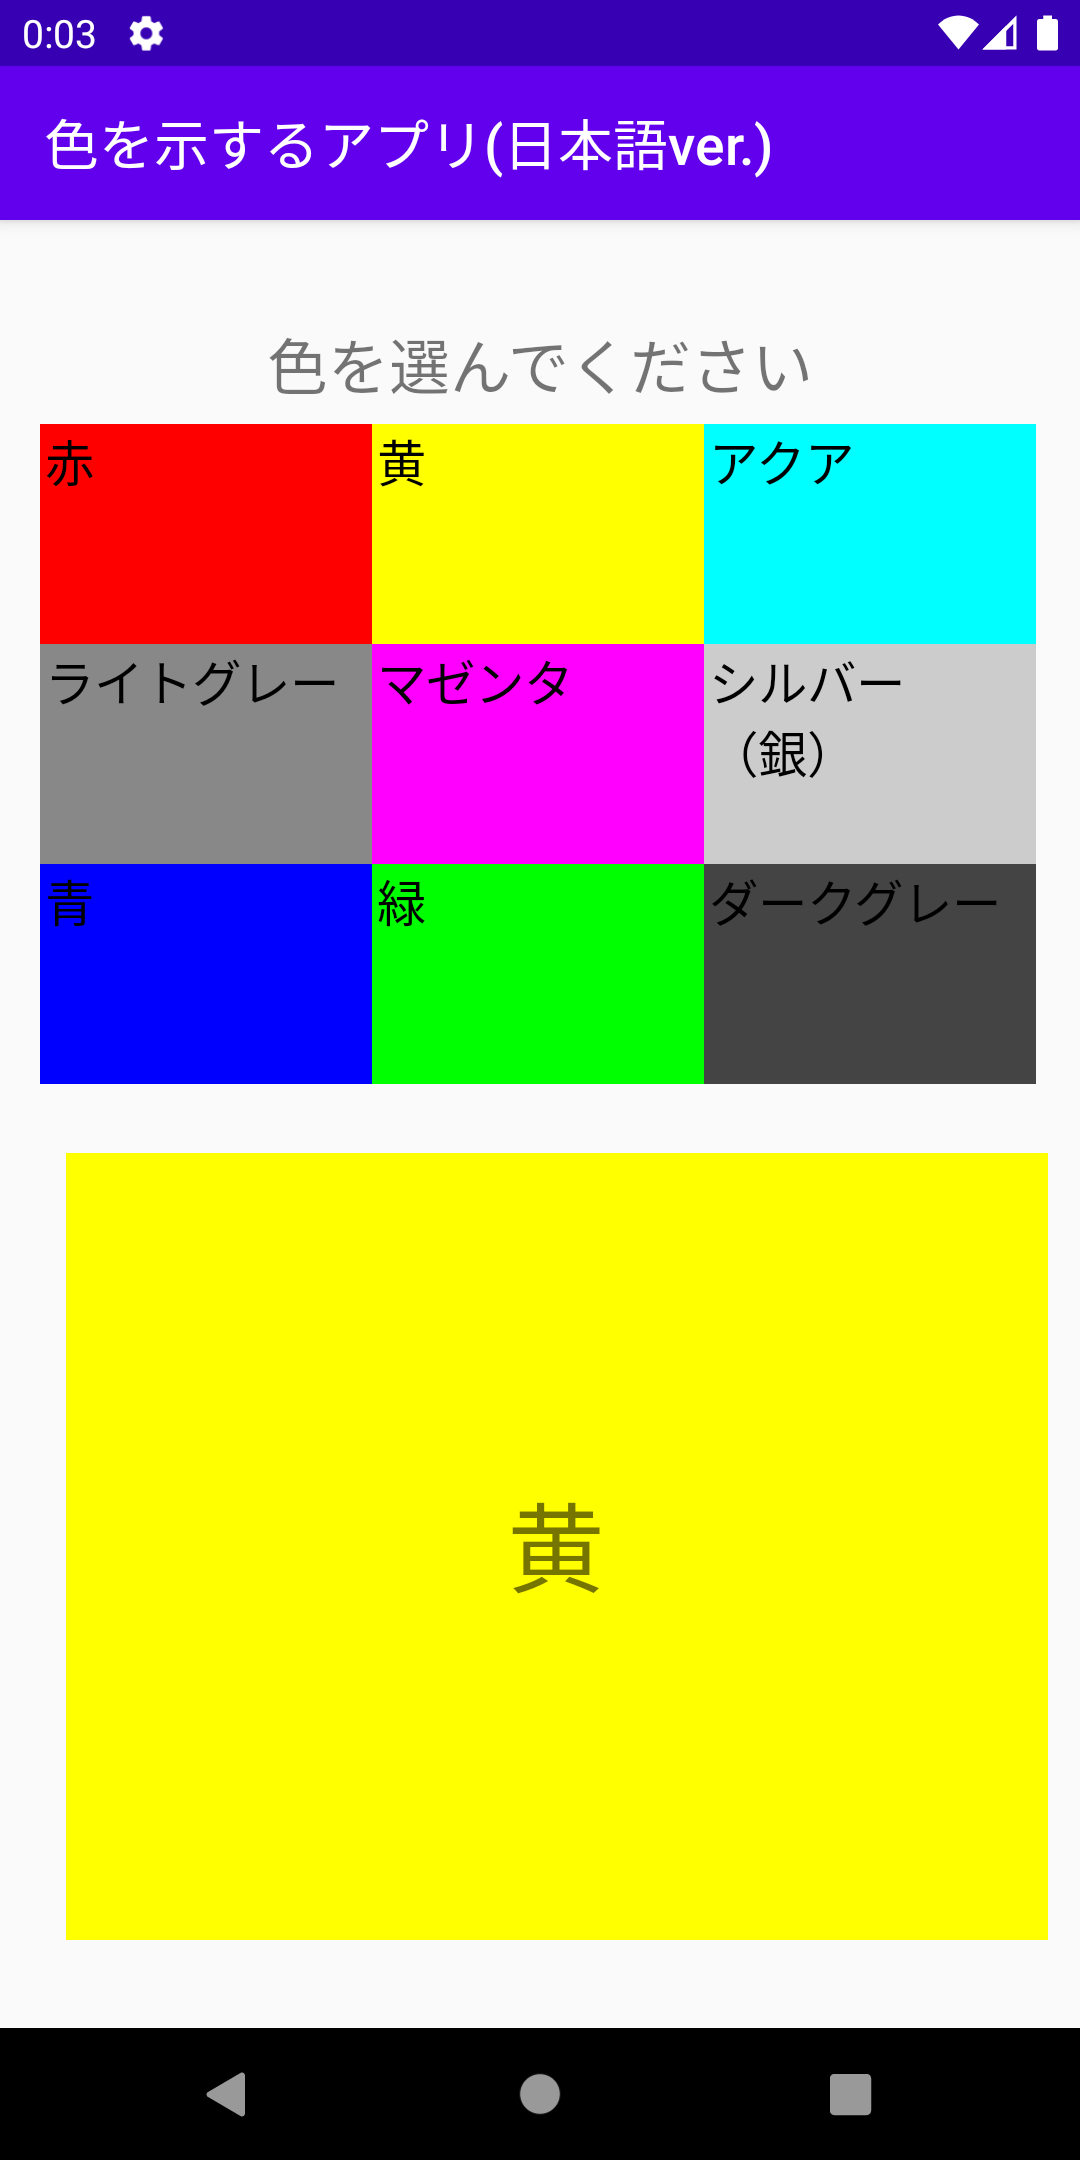 0:03
色を示するアプリ(日本語ver.)
色を選んでください
赤
黄
アクア
ライトグレー
マゼンタ
シルバー
（銀）
青
緑
ダークグレー
黄